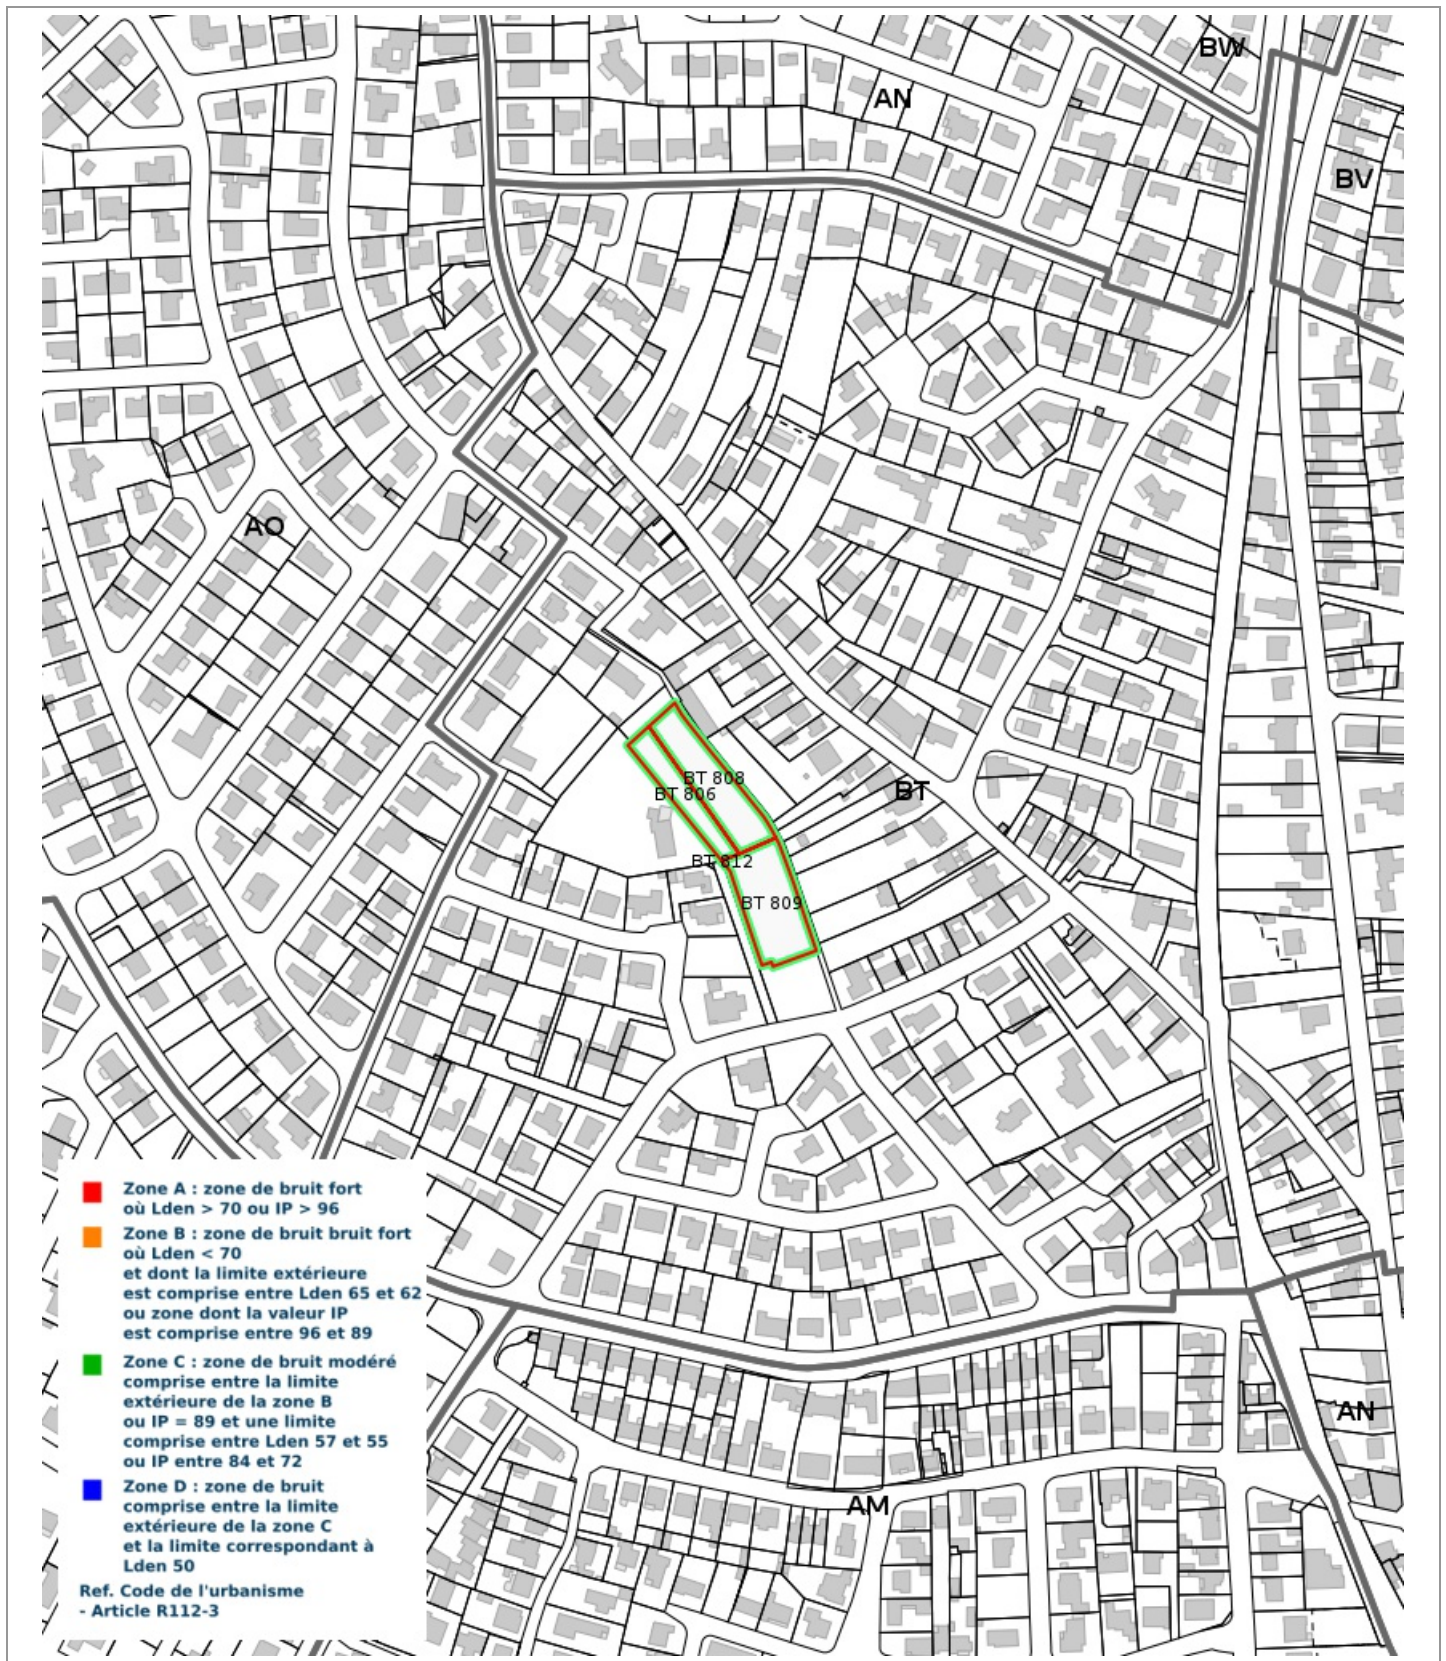 BW
AN
BV
AO
BT 808
BT 806
BT
BT 812
BT 809
Zone A : zone de bruit fort
où Lden > 70 ou IP > 96
Zone B : zone de bruit bruit fort
où Lden < 70
et dont la limite extérieure
est comprise entre Lden 65 et 62
ou zone dont la valeur IP
est comprise entre 96 et 89
Zone C : zone de bruit modéré
comprise entre la limite
extérieure de la zone B
ou IP = 89 et une limite
comprise entre Lden 57 et 55
ou IP entre 84 et 72
Zone D : zone de bruit
comprise entre la limite
extérieure de la zone C
et la limite correspondant à
Lden 50
Ref. Code de l'urbanisme
- Article R112-3
AN
AM